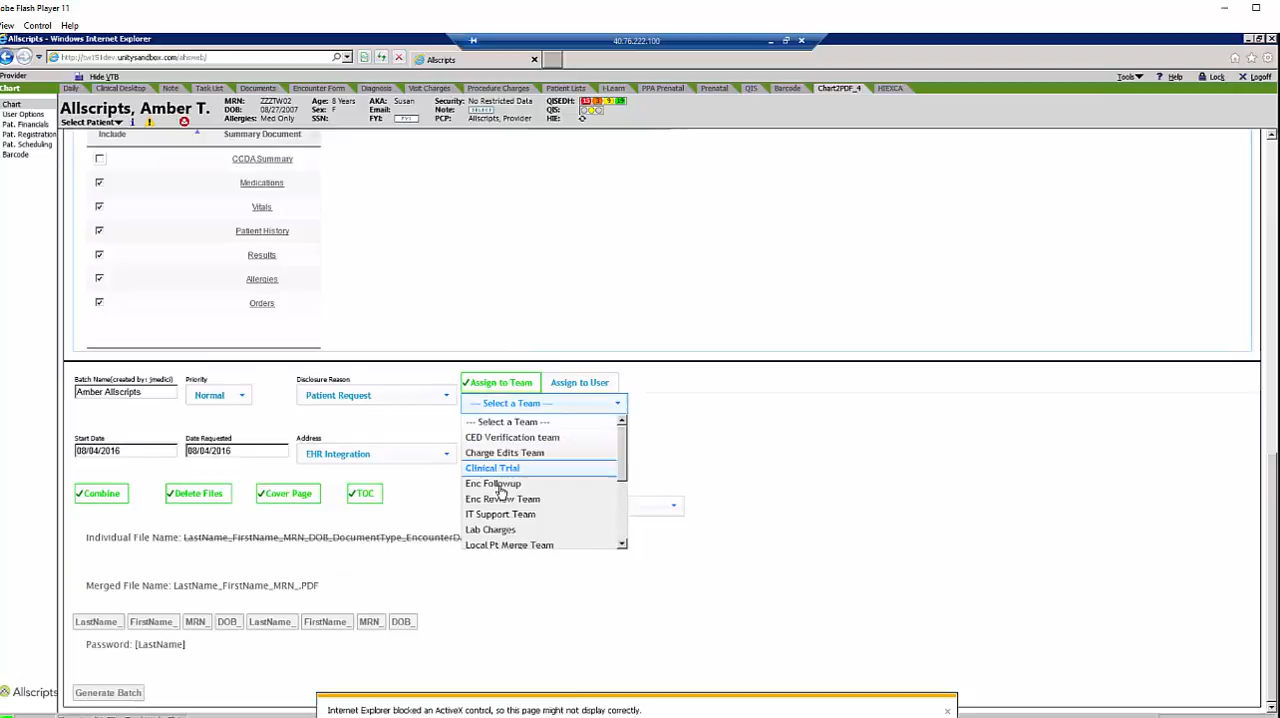 obe Flash Player 11
View Control Help
Allscripts - Windows Internet Explorer
40.76.222.100
http://tw151dev.unitysandbox.com/ahsweb/
Allscripts
Provider
Hide VTB
Tools Help Lock Logoff
Chart
Daily Clinical Desktop Note Task List Documents Encounter Form Diagnosis Visit Charges Procedure Charges Patient Lists I-Learn PPA Prenatal Prenatal QIS Barcode Chart2PDF_4 HIEXCA
Chart
User Options
Pat. Financials
Pat. Registration
Pat. Scheduling
Barcode
Allscripts, Amber T.
Select Patient
MRN: ZZZTW02
DOB: 08/27/2007
Allergies: Med Only
Age: 8 Years
Sex: F
SSN:
AKA: Susan
Email:
FYI:
Security: No Restricted Data
Note:
PCP: Allscripts, Provider
QISEDH:
QIS:
HIE:
Include Summary Document
CCDA Summary
Medications
Vitals
Patient History
Results
Allergies
Orders
Batch Name(created by: jmedici)
Amber Allscripts
Priority
Normal
Disclosure Reason
Patient Request
Assign to Team Assign to User
--- Select a Team ---
--- Select a Team ---
CED Verification team
Charge Edits Team
Clinical Trial
Enc Followup
Enc Review Team
IT Support Team
Lab Charges
Local Pt Merge Team
Start Date
08/04/2016
Date Requested
08/04/2016
Address
EHR Integration
Combine Delete Files Cover Page TOC
Individual File Name: LastName_FirstName_MRN_DOB_DocumentType_EncounterD
Merged File Name: LastName_FirstName_MRN_.PDF
LastName_ FirstName_ MRN_ DOB_ LastName_ FirstName_ MRN_ DOB_
Password: [LastName]
Generate Batch
Allscripts
Internet Explorer blocked an ActiveX control, so this page might not display correctly.